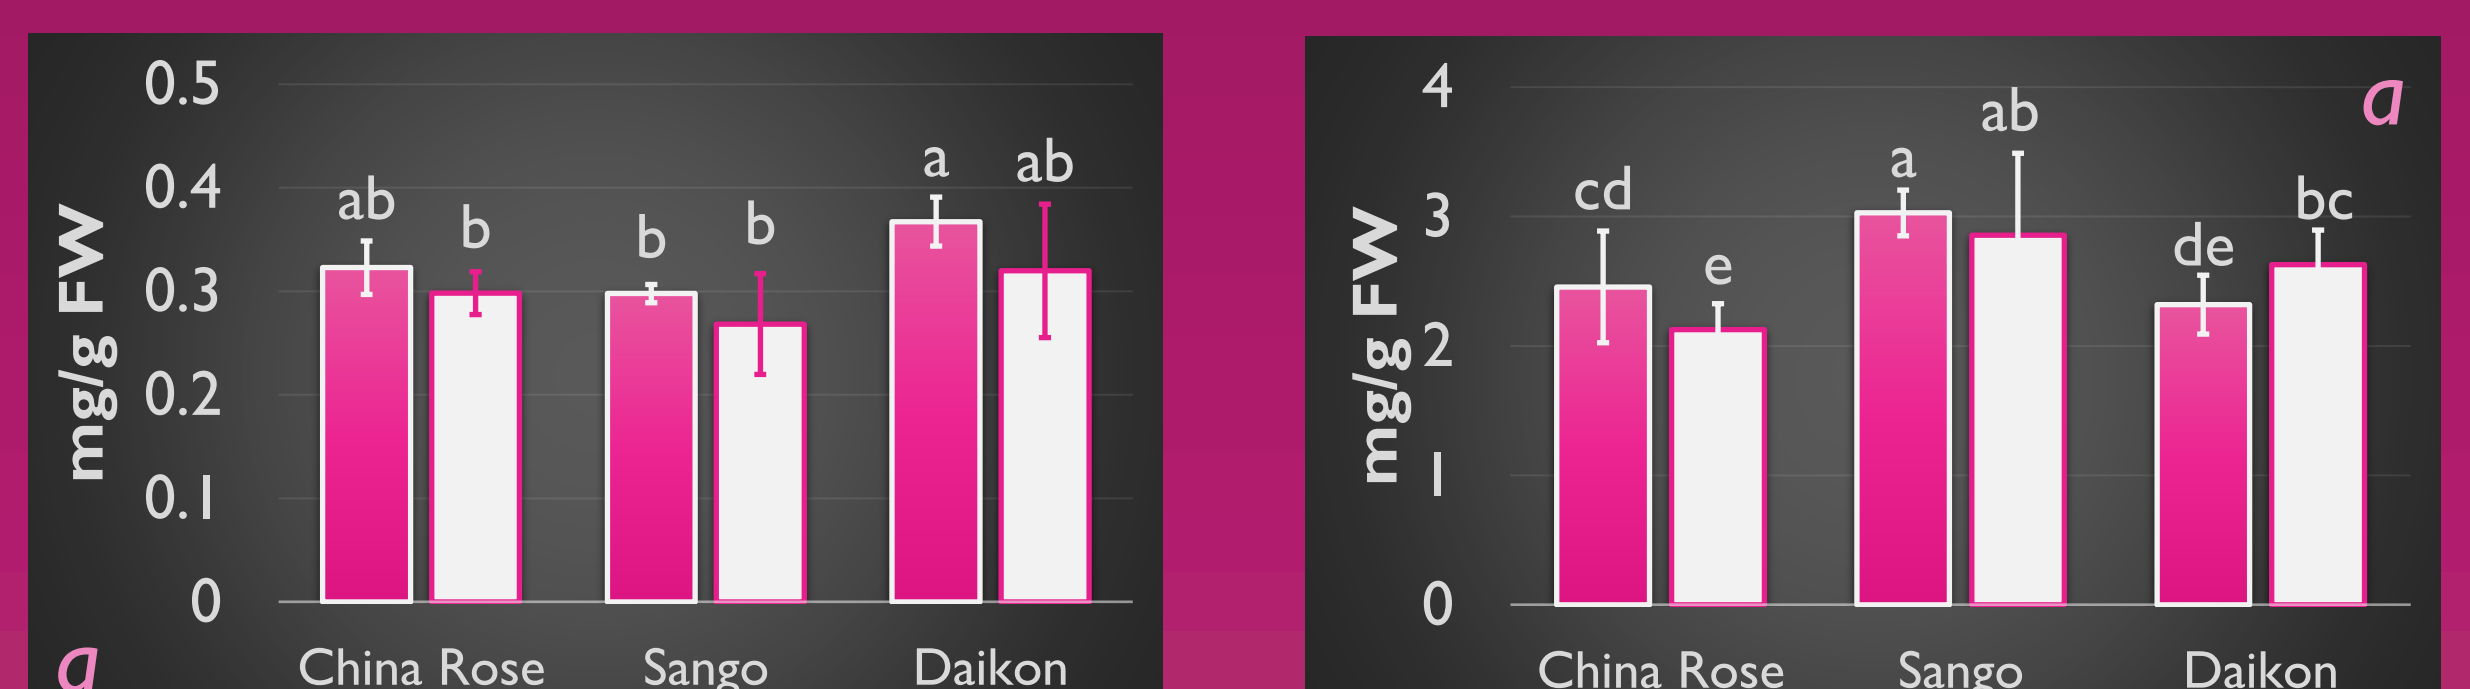 0.5
0.4
0.3
0.2
0.1
0
mg/g FW
ab
b
b
b
a
ab
China Rose
Sango
Daikon
a
4
3
2
1
0
mg/g FW
cd
e
a
ab
de
bc
a
China Rose
Sango
Daikon